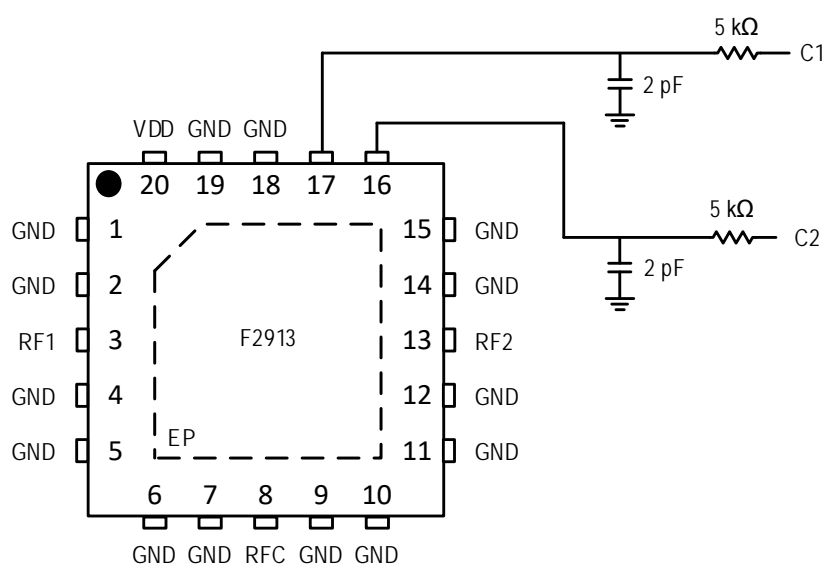 5 kΩ
C1
2 pF
VDD GND GND
20 19 18 17 16
5 kΩ
C2
2 pF
GND 1 15 GND
GND 2 14 GND
RF1 3 F2913 13 RF2
GND 4 12 GND
GND 5 EP 11 GND
6 7 8 9 10
GND GND RFC GND GND